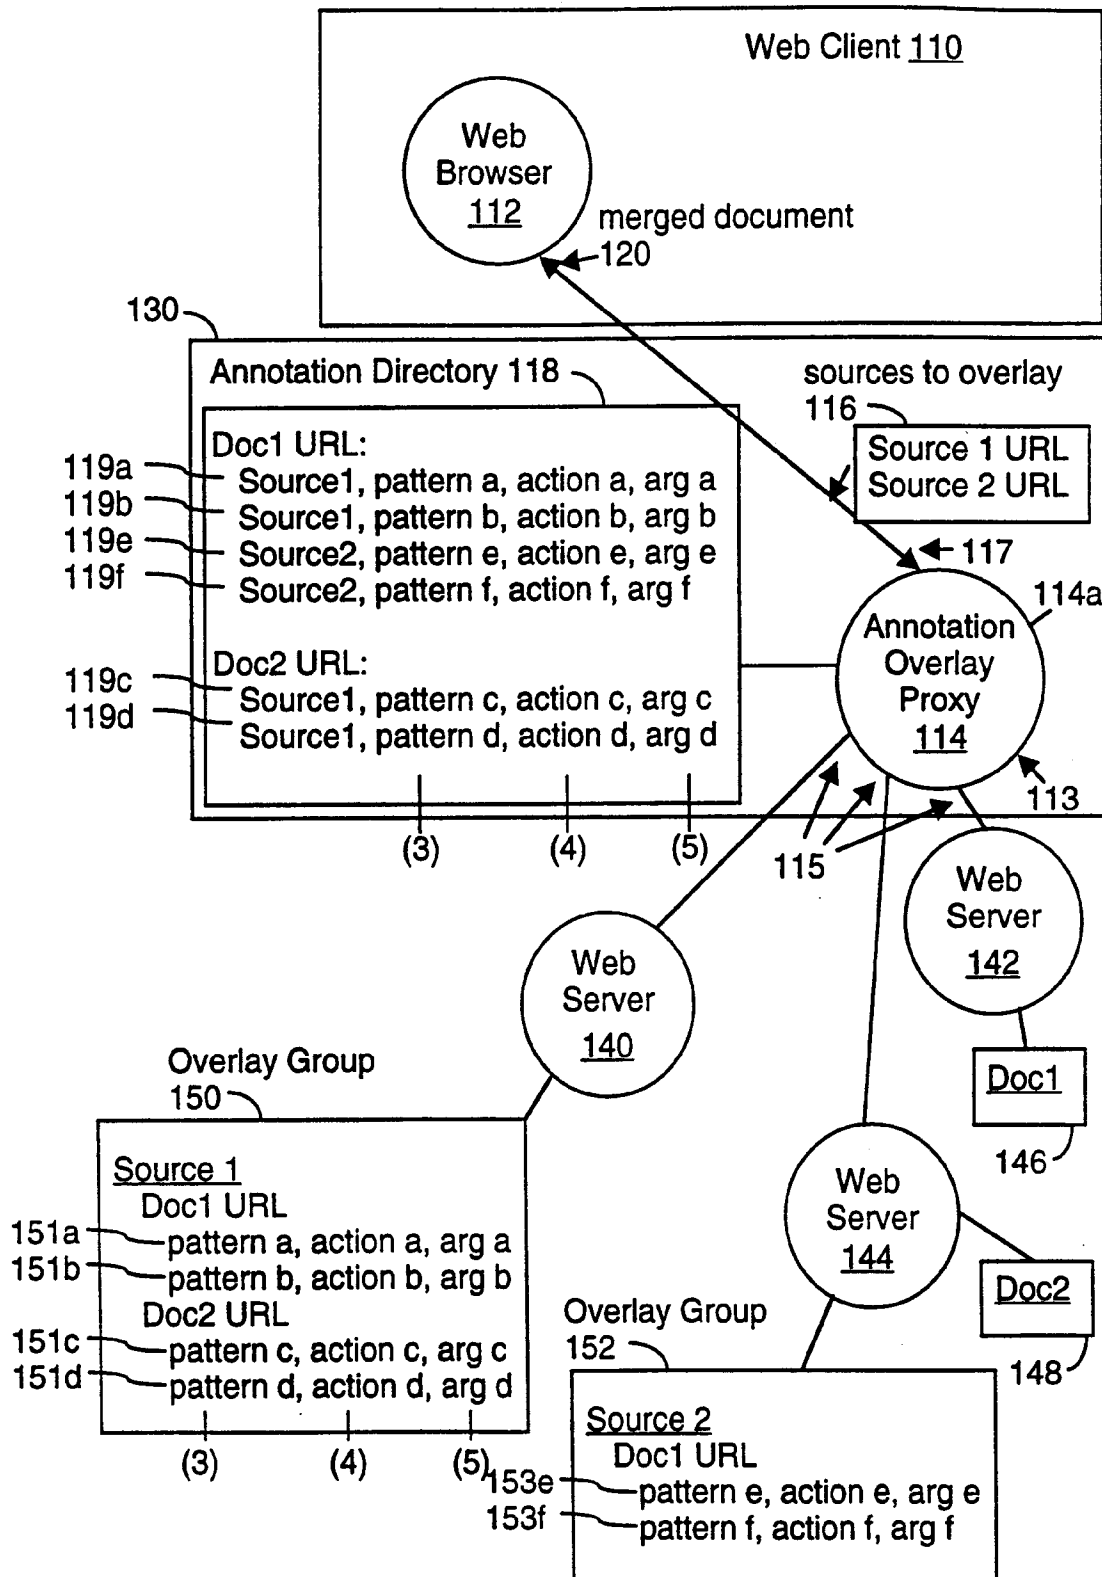 Web Client 110
Web
Browser
112
merged document
120
130
Annotation Directory 118
sources to overlay
116
Source 1 URL
Source 2 URL
Doc1 URL:
119a
Source1, pattern a, action a, arg a
119b
Source1, pattern b, action b, arg b
119e
Source2, pattern e, action e, arg e
119f
Source2, pattern f, action f, arg f
117
114a
Annotation
Overlay
Proxy
114
Doc2 URL:
119c
Source1, pattern c, action c, arg c
119d
Source1, pattern d, action d, arg d
113
(3) (4) (5)
115
Web
Server
142
Web
Server
140
Doc1
146
Overlay Group
150
Source 1
Doc1 URL
151a
pattern a, action a, arg a
151b
pattern b, action b, arg b
Doc2 URL
151c
pattern c, action c, arg c
151d
pattern d, action d, arg d
(3) (4) (5)
Web
Server
144
Doc2
148
Overlay Group
152
Source 2
Doc1 URL
153e
pattern e, action e, arg e
153f
pattern f, action f, arg f